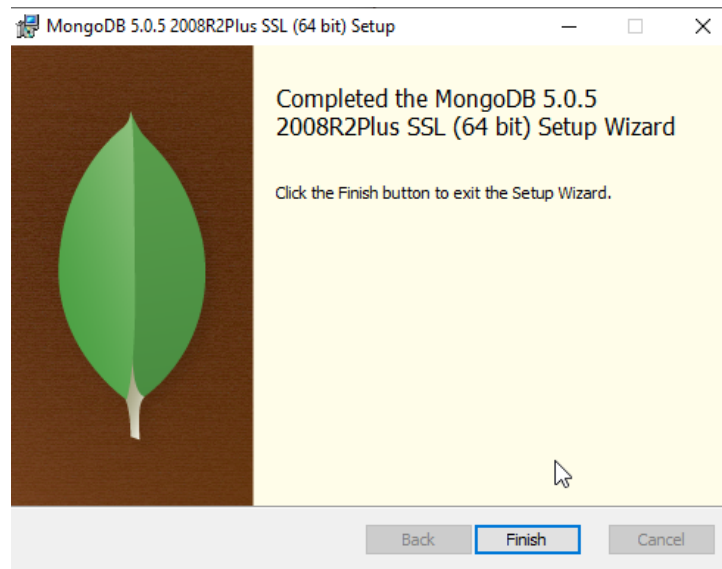 MongoDB 5.0.5 2008R2Plus SSL (64 bit) Setup
Completed the MongoDB 5.0.5
2008R2Plus SSL (64 bit) Setup Wizard
Click the Finish button to exit the Setup Wizard.
Back
Finish
Cancel